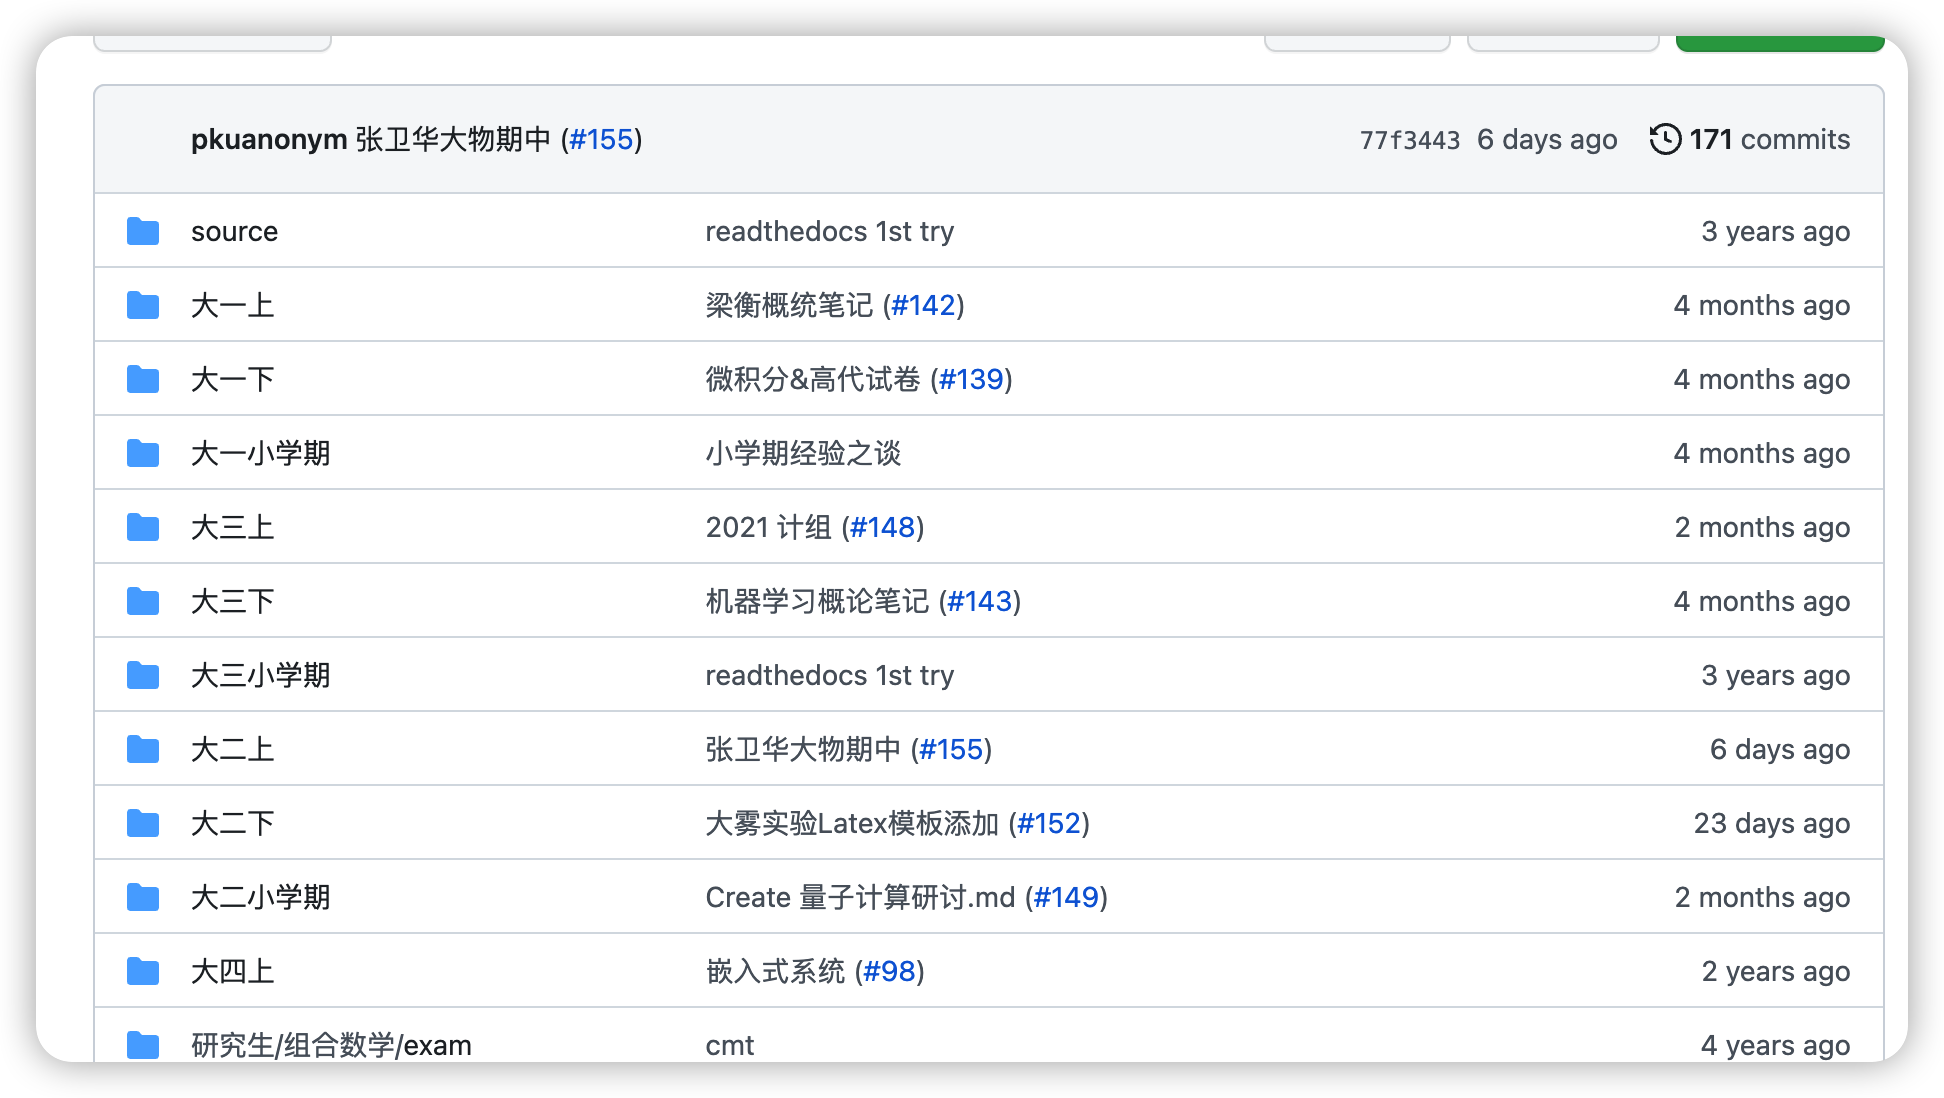 pkuanonym 张卫华大物期中 (#155) 77f3443 6 days ago 171 commits
source readthedocs 1st try 3 years ago
大一上 梁衡概统笔记 (#142) 4 months ago
大一下 微积分&高代试卷 (#139) 4 months ago
大一小学期 小学期经验之谈 4 months ago
大三上 2021 计组 (#148) 2 months ago
大三下 机器学习概论笔记 (#143) 4 months ago
大三小学期 readthedocs 1st try 3 years ago
大二上 张卫华大物期中 (#155) 6 days ago
大二下 大雾实验Latex模板添加 (#152) 23 days ago
大二小学期 Create 量子计算研讨.md (#149) 2 months ago
大四上 嵌入式系统 (#98) 2 years ago
研究生/组合数学/exam cmt 4 years ago